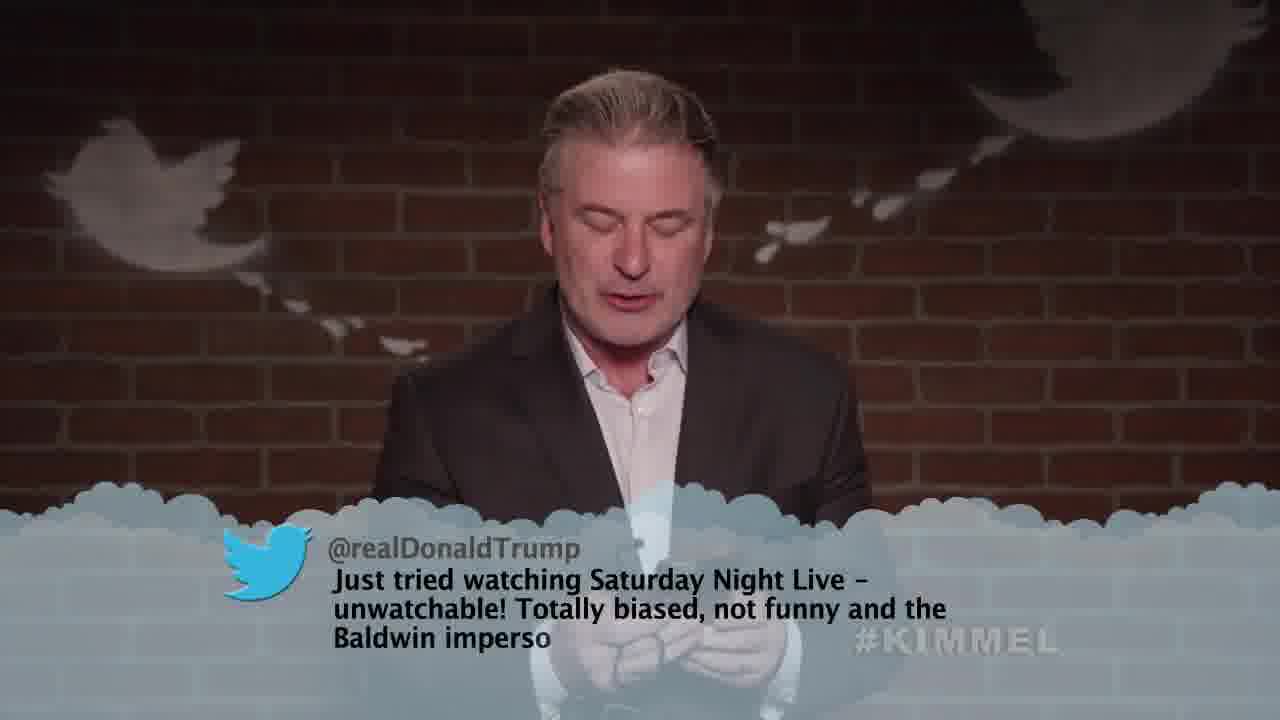 @realDonaldTrump
Just tried watching Saturday Night Live –
unwatchable! Totally biased, not funny and the
Baldwin imperso
#KIMMEL